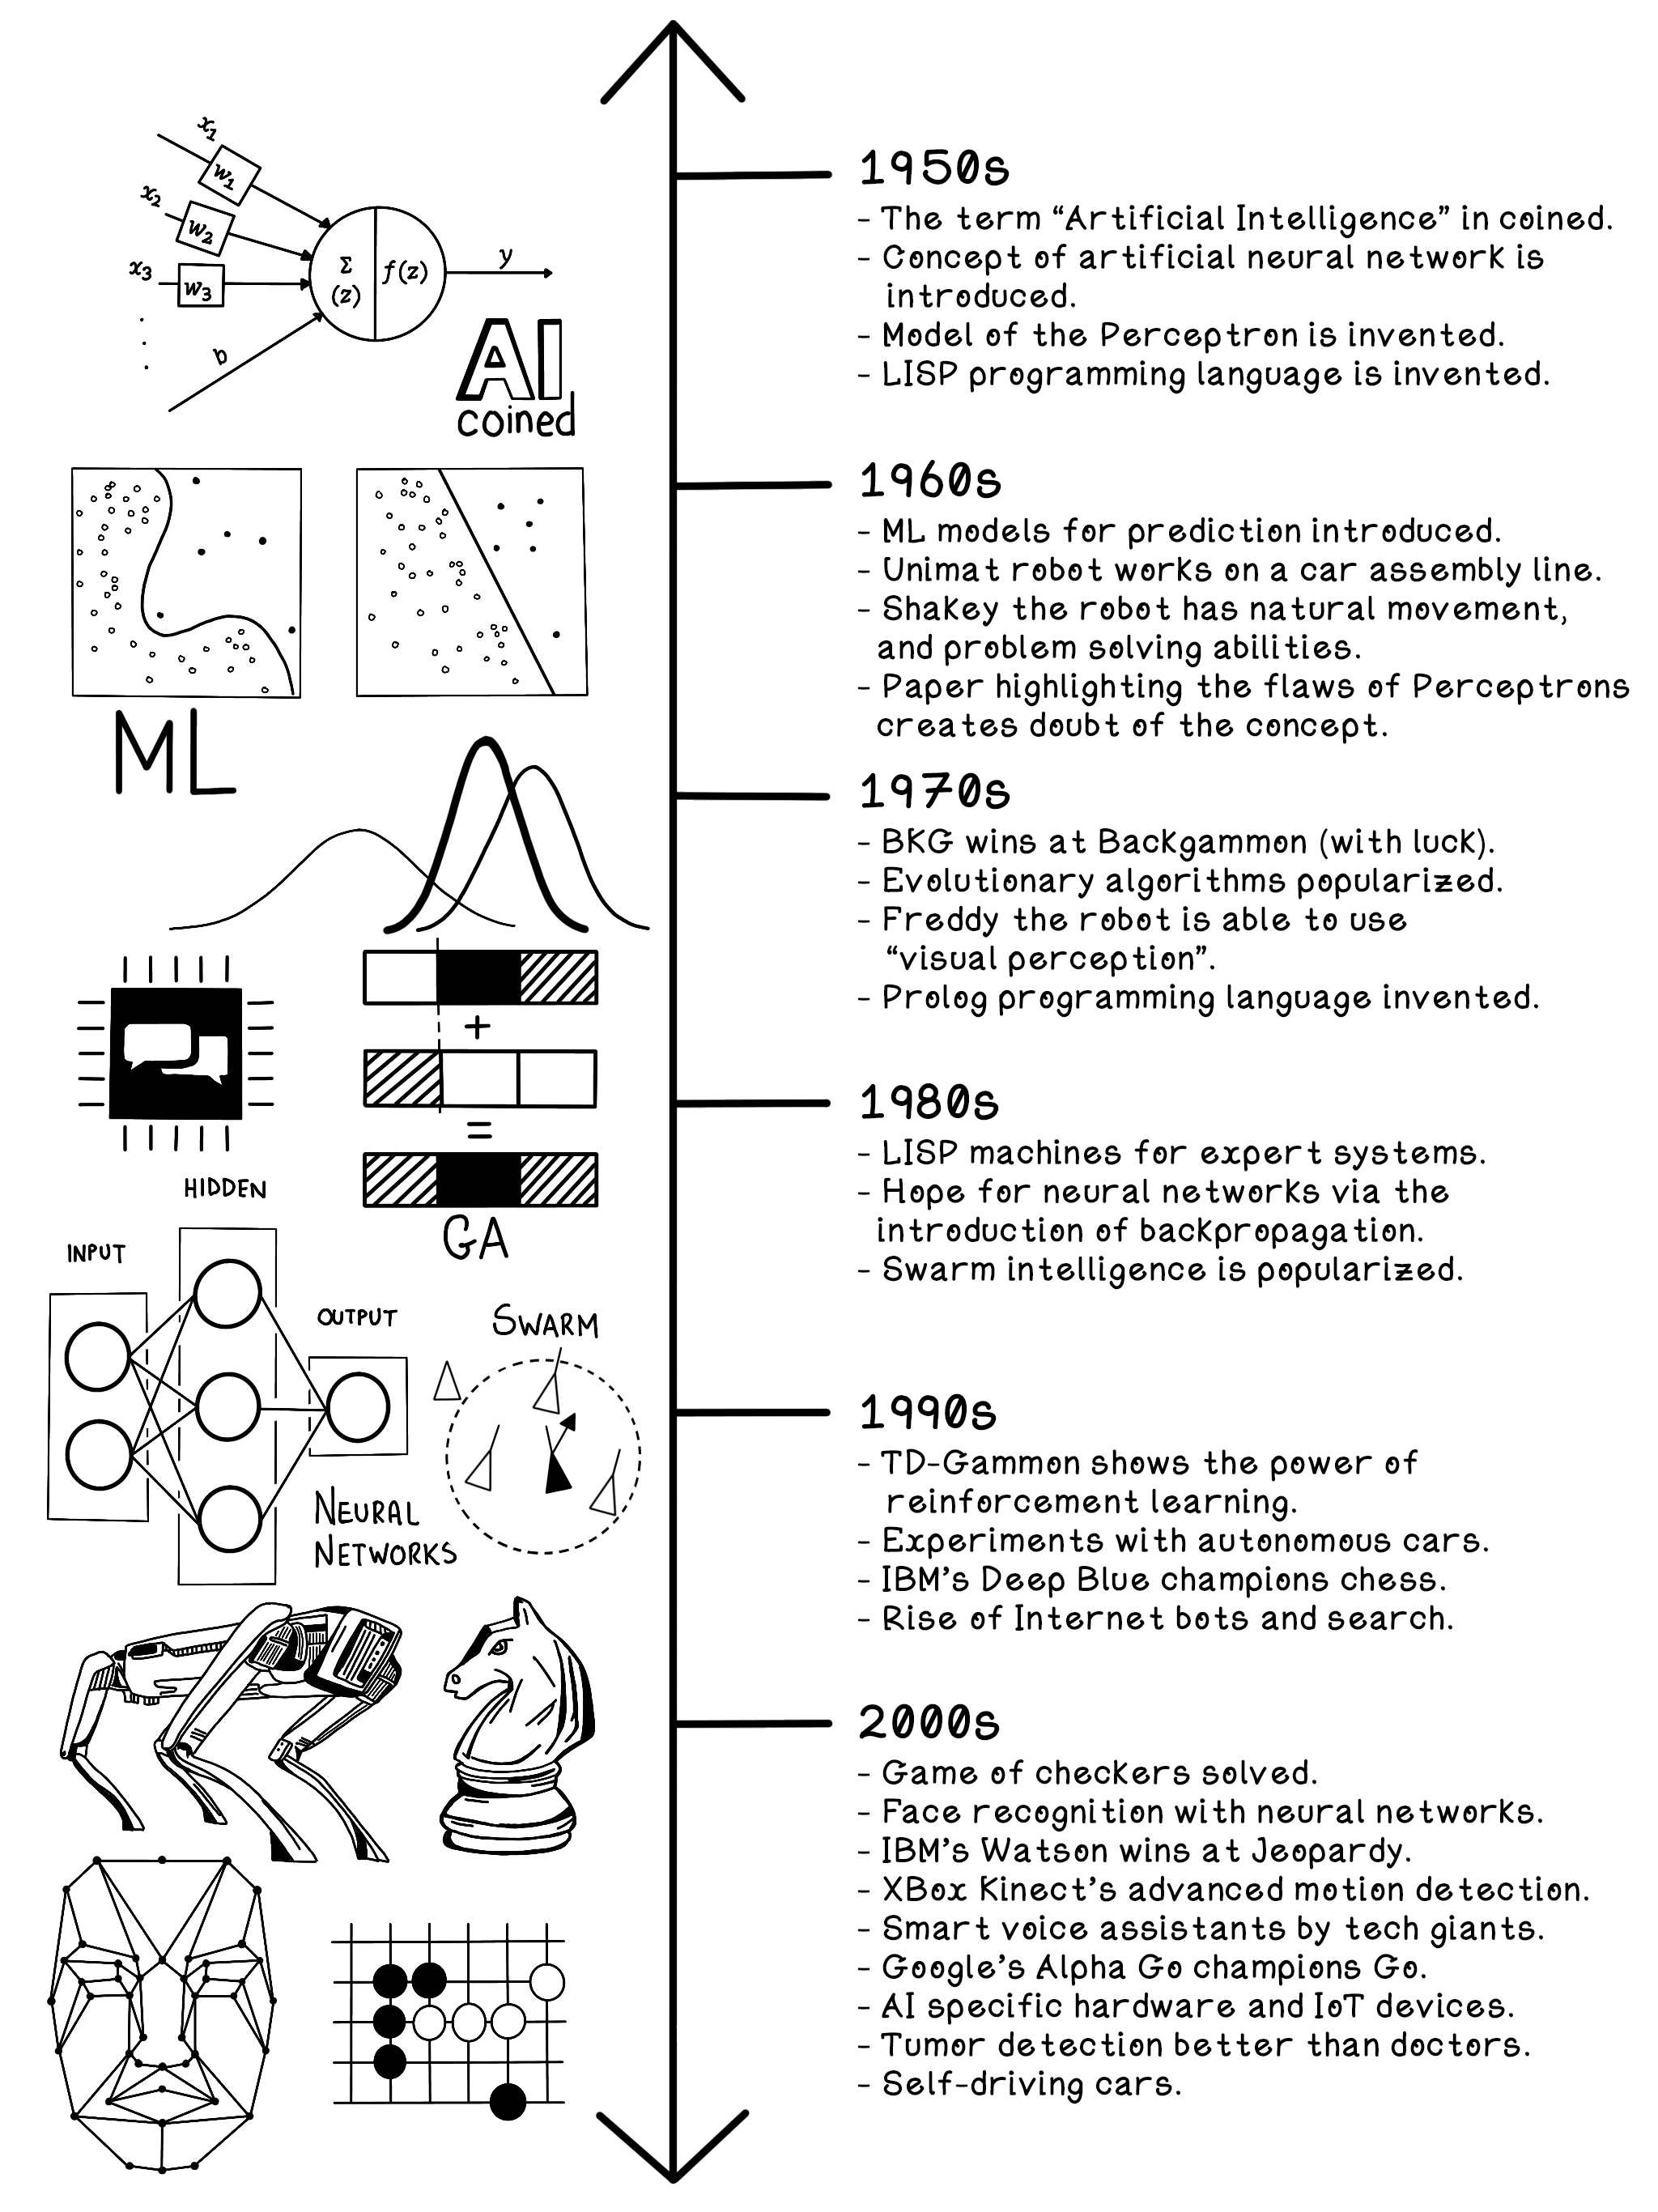 x1
w1
x2
w2
x3
w3
.
.
.
b
Σ
(z)
f(z)
y
AI
coined
ML
+
=
GA
HIDDEN
INPUT
OUTPUT
NEURAL
NETWORKS
SWARM
1950s
- The term “Artificial Intelligence” in coined.
- Concept of artificial neural network is
introduced.
- Model of the Perceptron is invented.
- LISP programming language is invented.
1960s
- ML models for prediction introduced.
- Unimat robot works on a car assembly line.
- Shakey the robot has natural movement,
and problem solving abilities.
- Paper highlighting the flaws of Perceptrons
creates doubt of the concept.
1970s
- BKG wins at Backgammon (with luck).
- Evolutionary algorithms popularized.
- Freddy the robot is able to use
“visual perception”.
- Prolog programming language invented.
1980s
- LISP machines for expert systems.
- Hope for neural networks via the
introduction of backpropagation.
- Swarm intelligence is popularized.
1990s
- TD-Gammon shows the power of
reinforcement learning.
- Experiments with autonomous cars.
- IBM’s Deep Blue champions chess.
- Rise of Internet bots and search.
2000s
- Game of checkers solved.
- Face recognition with neural networks.
- IBM’s Watson wins at Jeopardy.
- XBox Kinect’s advanced motion detection.
- Smart voice assistants by tech giants.
- Google’s Alpha Go champions Go.
- AI specific hardware and IoT devices.
- Tumor detection better than doctors.
- Self-driving cars.